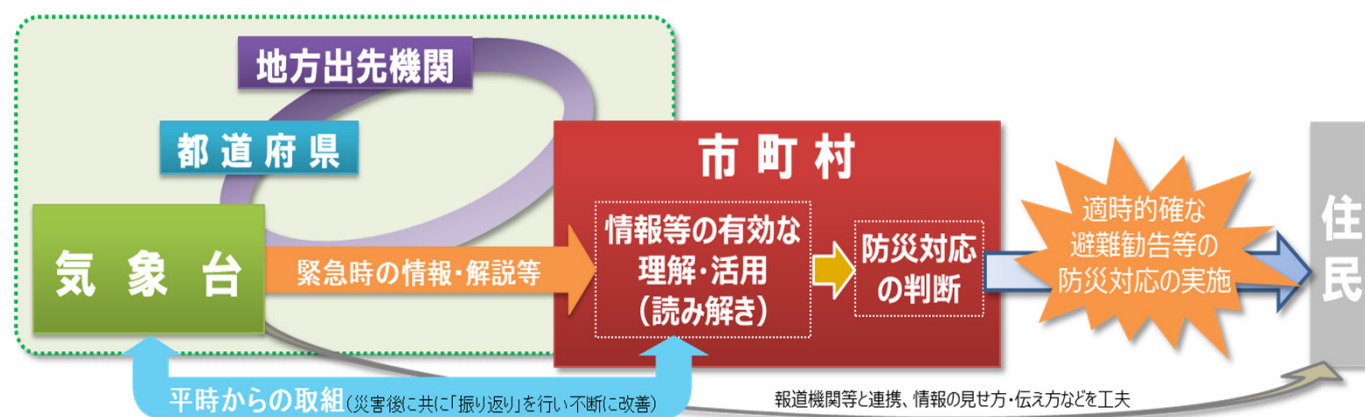 地方出先機関
都道府県
気象台
緊急時の情報・解説等
市町村
情報等の有効な
理解・活用
(読み解き)
防災対応
の判断
適時的確な
避難勧告等の
防災対応の実施
住民
平時からの取組(災害後に共に「振り返り」を行い不断に改善)
報道機関等と連携、情報の見せ方・伝え方などを工夫